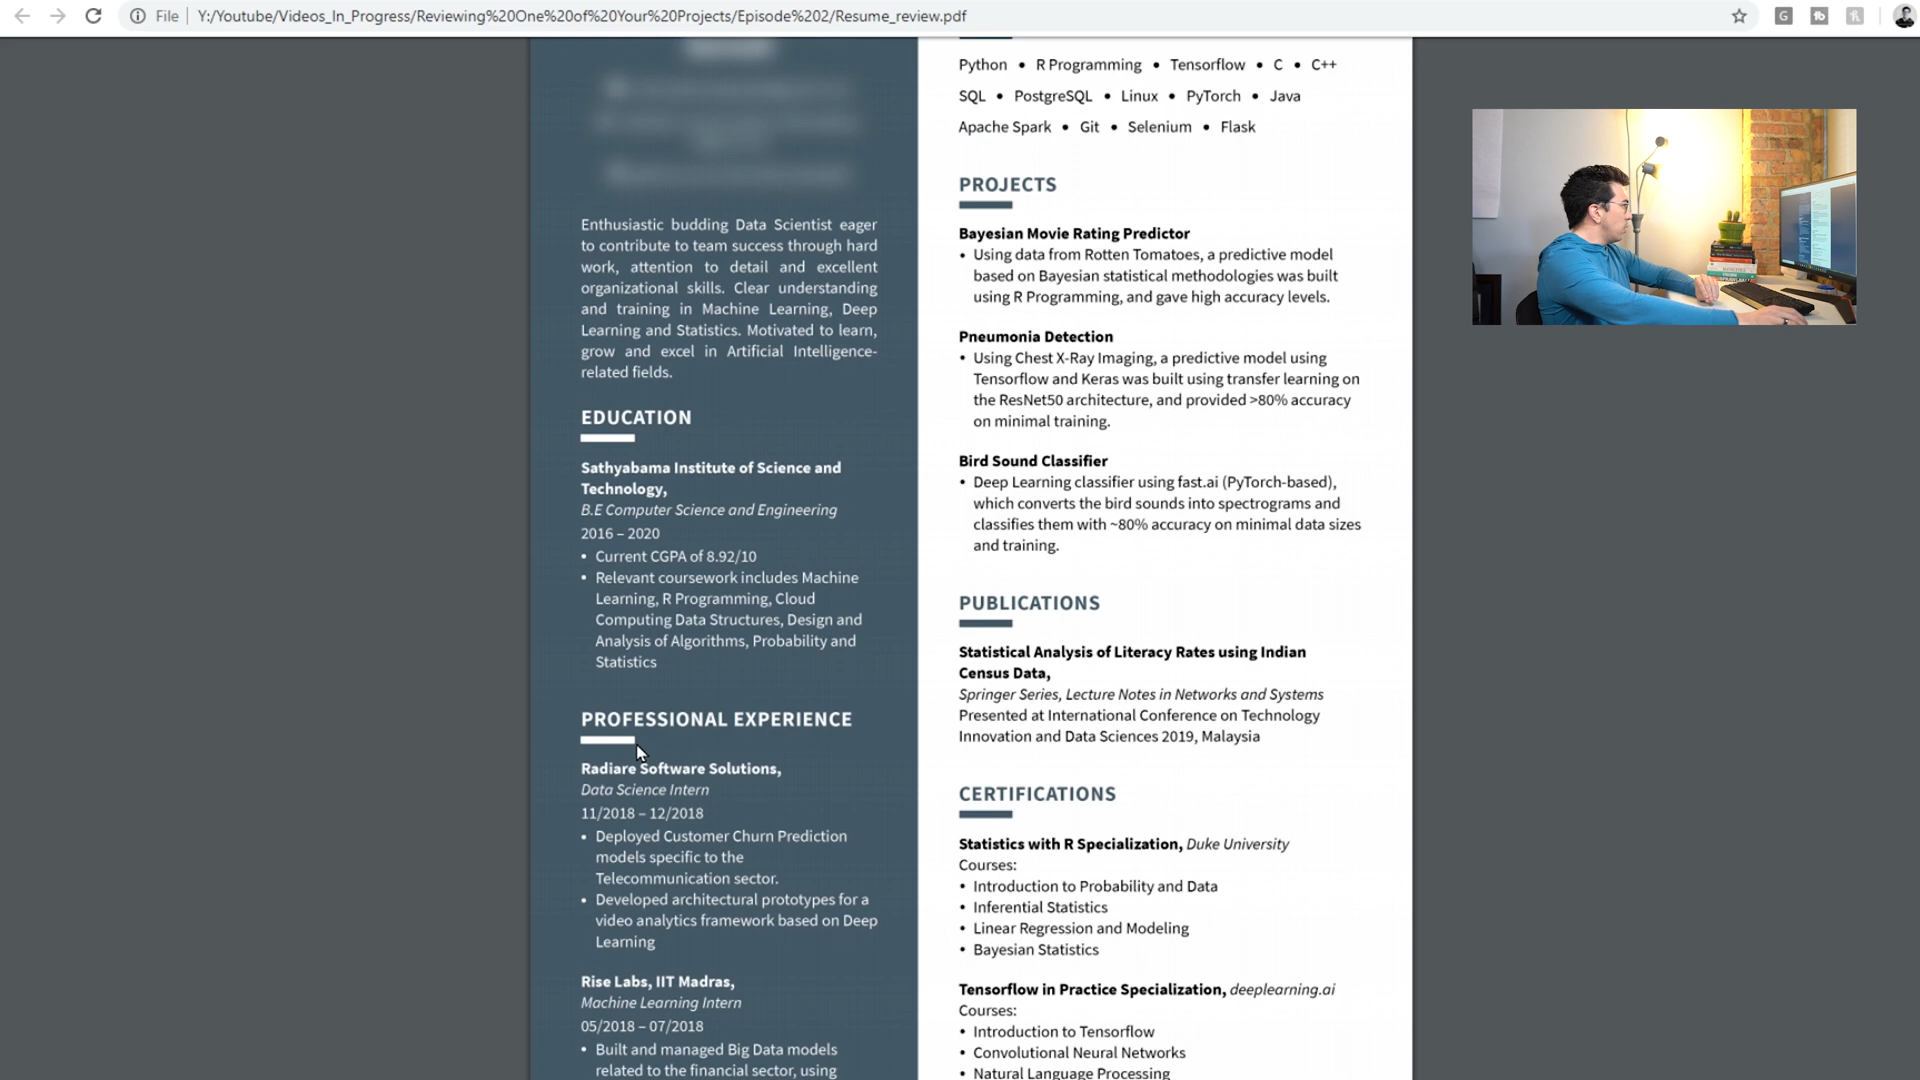 File
Y:/Youtube/Videos_In_Progress/Reviewing%20One%20of%20Your%20Projects/Episode%202/Resume_review.pdf
Enthusiastic budding Data Scientist eager
to contribute to team success through hard
work, attention to detail and excellent
organizational skills. Clear understanding
and training in Machine Learning, Deep
Learning and Statistics. Motivated to learn,
grow and excel in Artificial Intelligence-
related fields.
EDUCATION
Sathyabama Institute of Science and
Technology,
B.E Computer Science and Engineering
2016 – 2020
• Current CGPA of 8.92/10
• Relevant coursework includes Machine
Learning, R Programming, Cloud
Computing Data Structures, Design and
Analysis of Algorithms, Probability and
Statistics
PROFESSIONAL EXPERIENCE
Radiare Software Solutions,
Data Science Intern
11/2018 – 12/2018
• Deployed Customer Churn Prediction
models specific to the
Telecommunication sector.
• Developed architectural prototypes for a
video analytics framework based on Deep
Learning
Rise Labs, IIT Madras,
Machine Learning Intern
05/2018 – 07/2018
• Built and managed Big Data models
related to the financial sector, using
Python • R Programming • Tensorflow • C • C++
SQL • PostgreSQL • Linux • PyTorch • Java
Apache Spark • Git • Selenium • Flask
PROJECTS
Bayesian Movie Rating Predictor
• Using data from Rotten Tomatoes, a predictive model
based on Bayesian statistical methodologies was built
using R Programming, and gave high accuracy levels.
Pneumonia Detection
• Using Chest X-Ray Imaging, a predictive model using
Tensorflow and Keras was built using transfer learning on
the ResNet50 architecture, and provided >80% accuracy
on minimal training.
Bird Sound Classifier
• Deep Learning classifier using fast.ai (PyTorch-based),
which converts the bird sounds into spectrograms and
classifies them with ~80% accuracy on minimal data sizes
and training.
PUBLICATIONS
Statistical Analysis of Literacy Rates using Indian
Census Data,
Springer Series, Lecture Notes in Networks and Systems
Presented at International Conference on Technology
Innovation and Data Sciences 2019, Malaysia
CERTIFICATIONS
Statistics with R Specialization, Duke University
Courses:
• Introduction to Probability and Data
• Inferential Statistics
• Linear Regression and Modeling
• Bayesian Statistics
Tensorflow in Practice Specialization, deeplearning.ai
Courses:
• Introduction to Tensorflow
• Convolutional Neural Networks
• Natural Language Processing